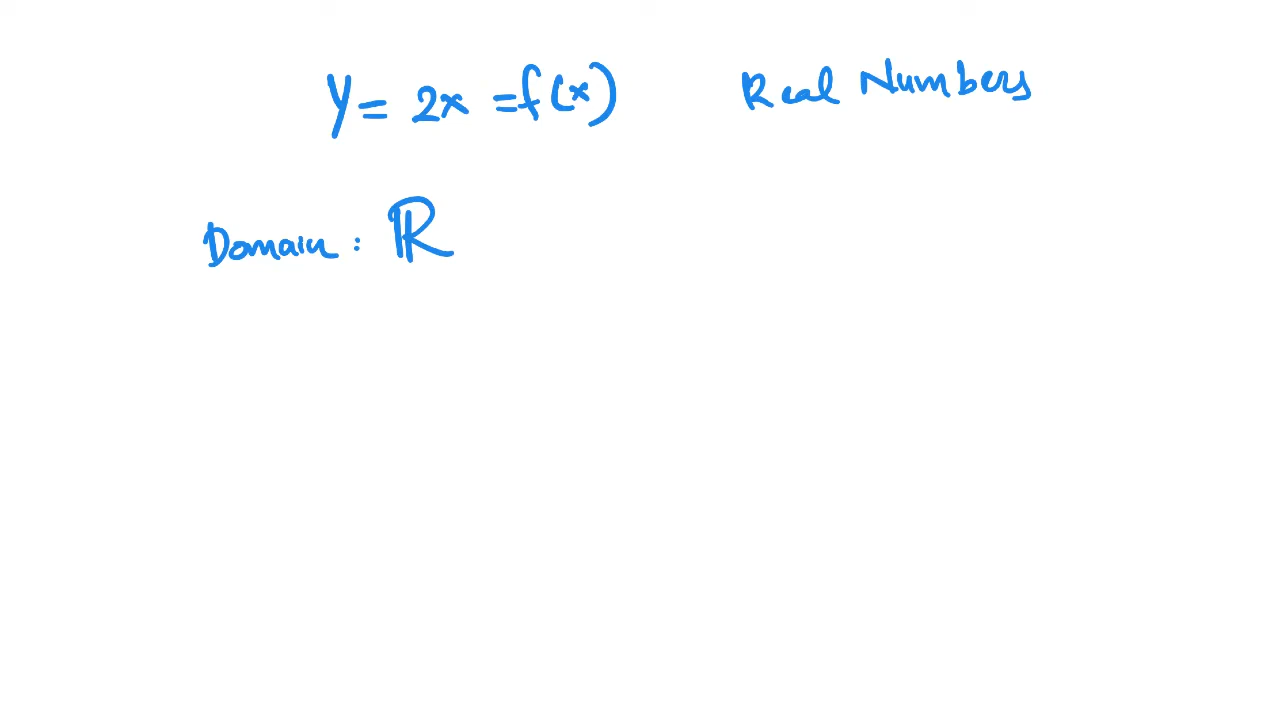 y = 2x = f(x) Real Numbers
Domain : ℝ